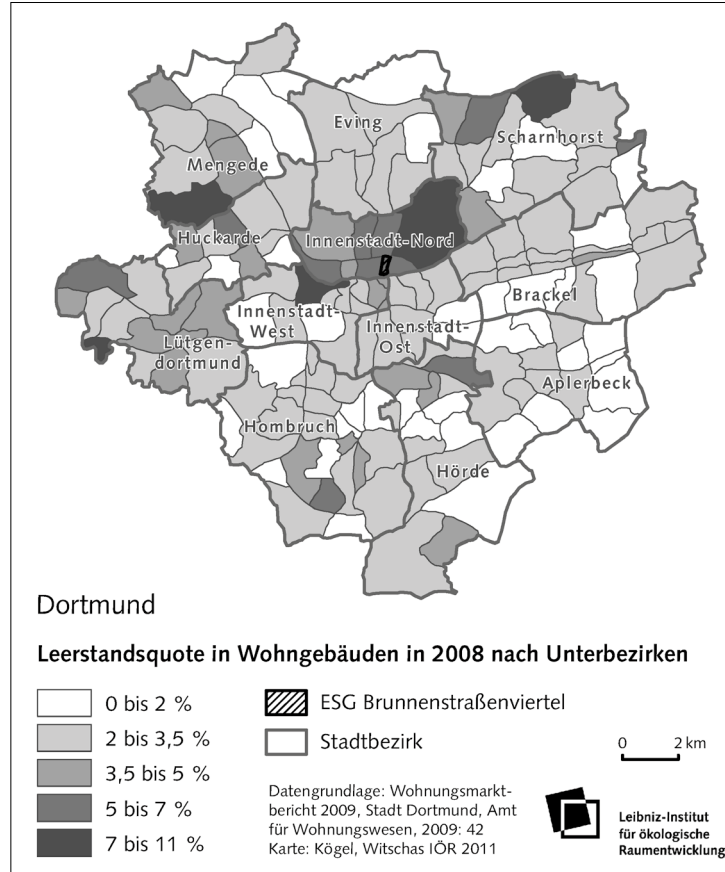 Eving
Scharnhorst
Mengede
Huckarde
Innenstadt-Nord
Brackel
Innenstadt-
West
Innenstadt-
Ost
Lütgen-
dortmund
Aplerbeck
Hombruch
Hörde
Dortmund
Leerstandsquote in Wohngebäuden in 2008 nach Unterbezirken
0 bis 2 %
2 bis 3,5 %
3,5 bis 5 %
5 bis 7 %
7 bis 11 %
ESG Brunnenstraßenviertel
Stadtbezirk
0 2 km
Datengrundlage: Wohnungsmarkt-
bericht 2009, Stadt Dortmund, Amt
für Wohnungswesen, 2009: 42
Karte: Kögel, Witschas IÖR 2011
Leibniz-Institut
für ökologische
Raumentwicklung